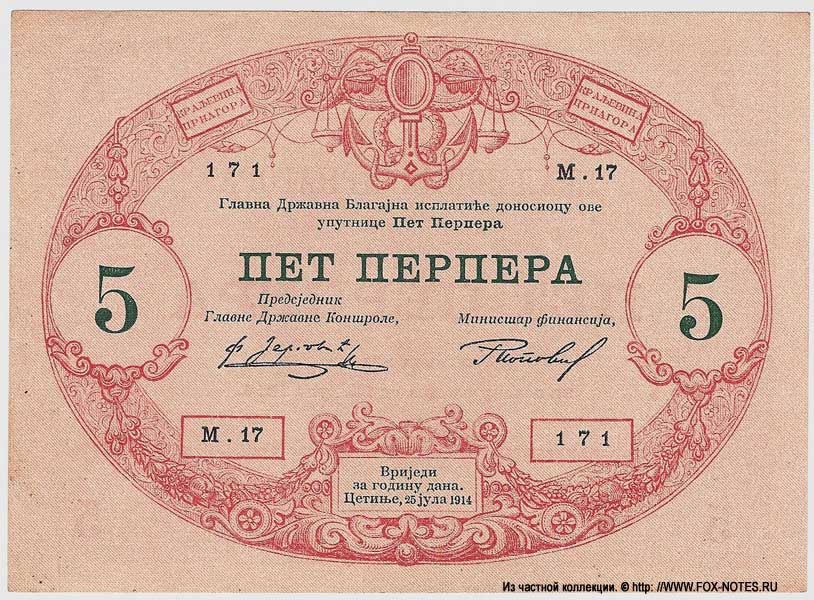 КРАЉЕВИНА
ЦРНАГОРА
КРАЉЕВИНА
ЦРНАГОРА
171
М.17
Главна Државна Благајна исплатиће доносиоцу ове
упутнице Пет Перпера
ПЕТ ПЕРПЕРА
5
5
Предсједник
Главне Државне Контроле,
Министар финансија,
М.17
171
Вриједи
за годину дана.
Цетиње, 25 јула 1914
Из частной коллекции. © http: //WWW.FOX-NOTES.РУ